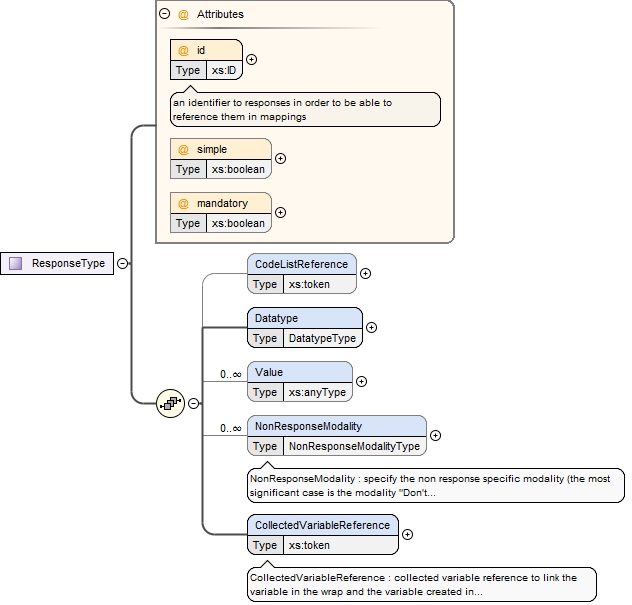 @ Attributes
@ id
Type xs:ID
an identifier to responses in order to be able to
reference them in mappings
@ simple
Type xs:boolean
@ mandatory
Type xs:boolean
ResponseType
CodeListReference
Type xs:token
Datatype
Type DatatypeType
0..∞ Value
Type xs:anyType
0..∞ NonResponseModality
Type NonResponseModalityType
NonResponseModality : specify the non response specific modality (the most
significant case is the modality "Don't...
CollectedVariableReference
Type xs:token
CollectedVariableReference : collected variable reference to link the
variable in the wrap and the variable created in...